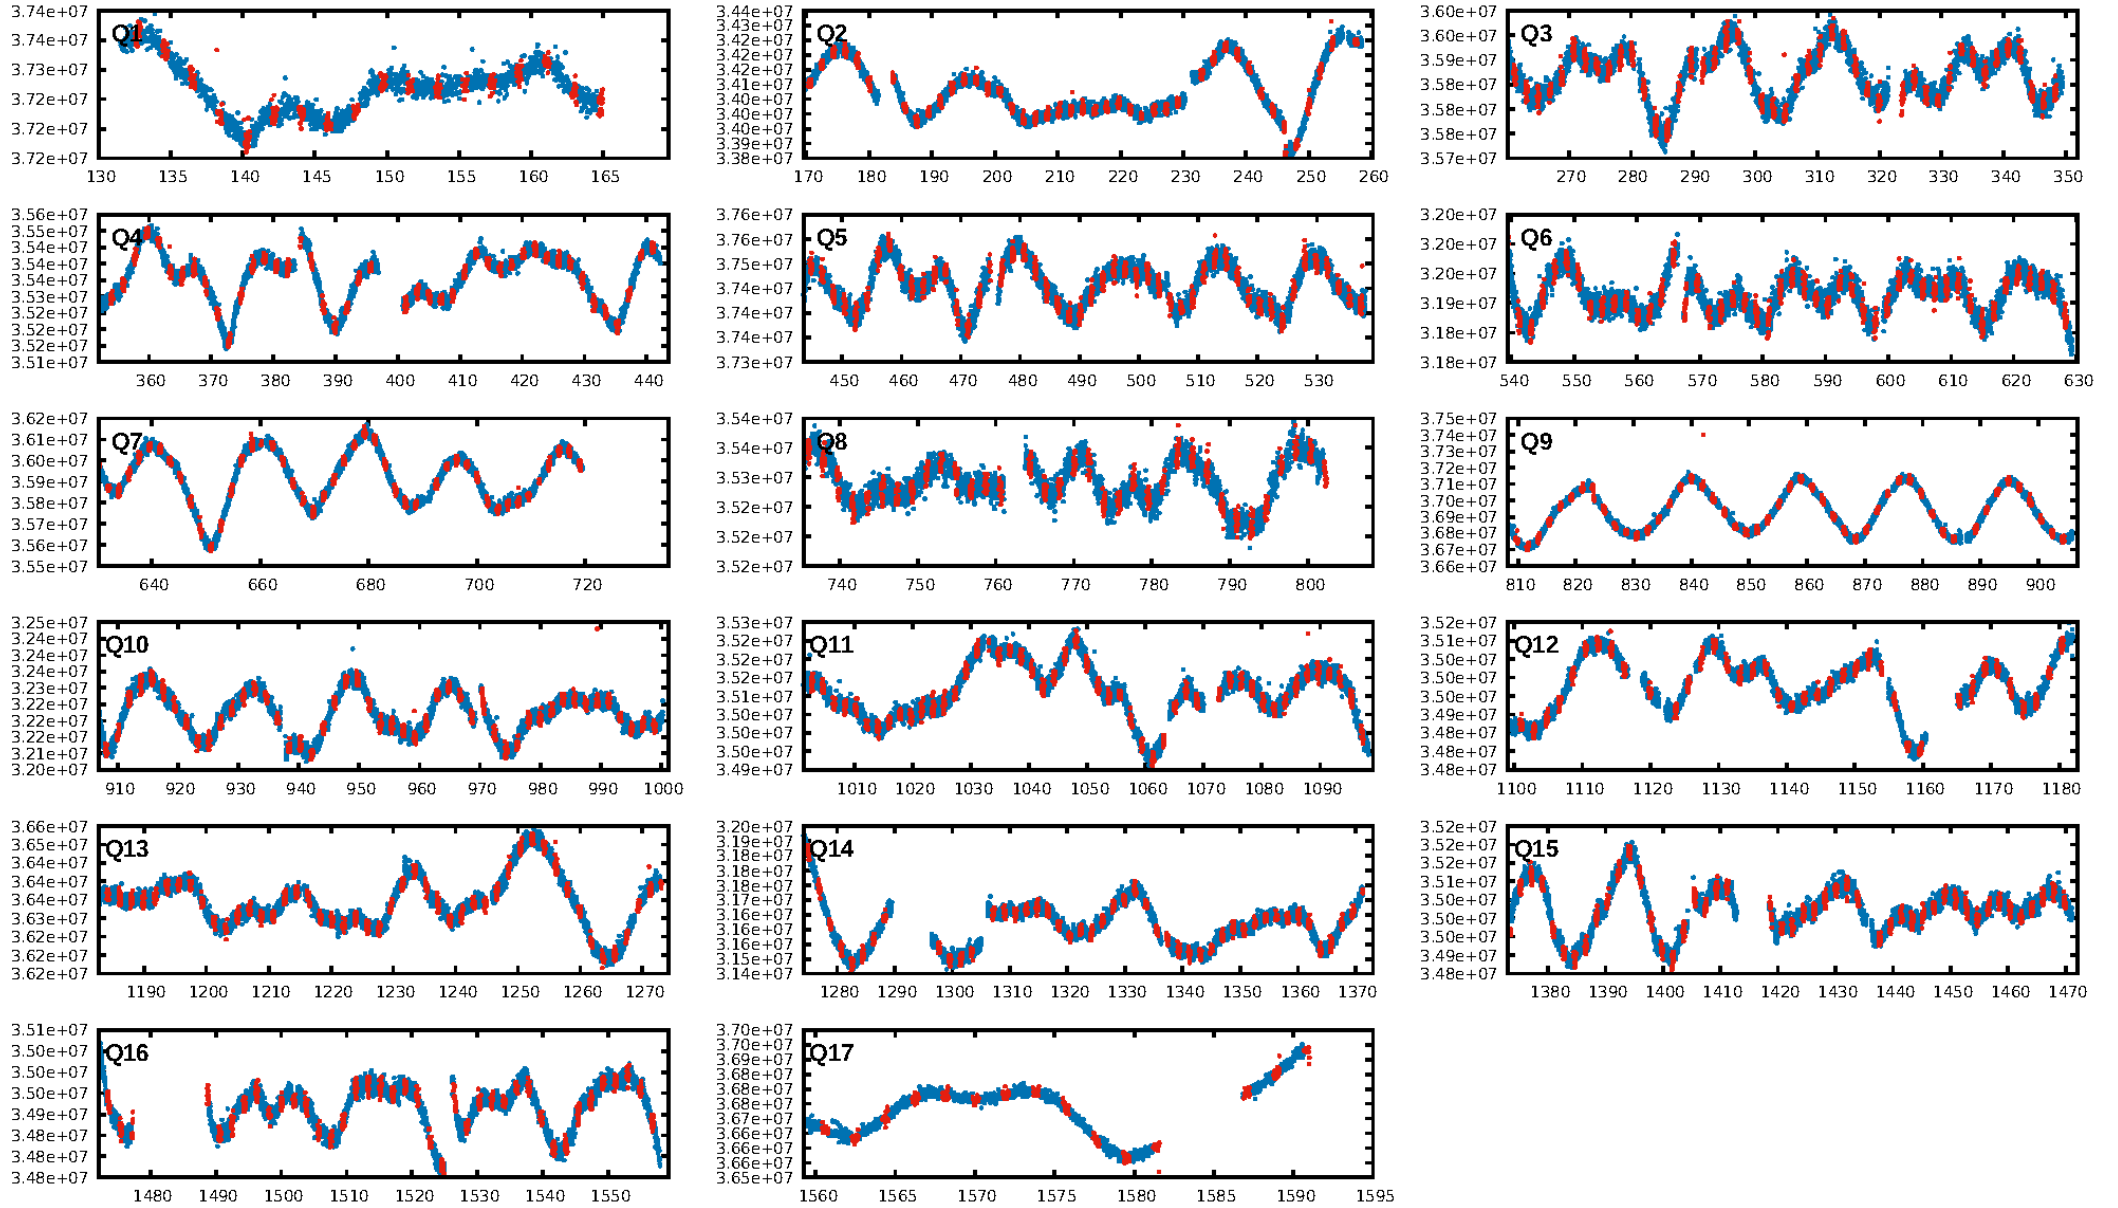 Q1
3.74e+07
3.74e+07
3.73e+07
3.72e+07
3.72e+07
3.72e+07
130 135 140 145 150 155 160 165
Q2
3.44e+07
3.43e+07
3.42e+07
3.42e+07
3.41e+07
3.41e+07
3.40e+07
3.40e+07
3.39e+07
3.39e+07
3.38e+07
170 180 190 200 210 220 230 240 250 260
Q3
3.60e+07
3.60e+07
3.59e+07
3.58e+07
3.58e+07
3.58e+07
3.57e+07
270 280 290 300 310 320 330 340 350
Q4
3.56e+07
3.55e+07
3.54e+07
3.54e+07
3.54e+07
3.53e+07
3.53e+07
3.52e+07
3.52e+07
3.51e+07
360 370 380 390 400 410 420 430 440
Q5
3.76e+07
3.76e+07
3.75e+07
3.74e+07
3.74e+07
3.74e+07
3.73e+07
450 460 470 480 490 500 510 520 530
Q6
3.20e+07
3.20e+07
3.20e+07
3.19e+07
3.18e+07
3.18e+07
540 550 560 570 580 590 600 610 620 630
Q7
3.62e+07
3.61e+07
3.60e+07
3.59e+07
3.58e+07
3.57e+07
3.56e+07
3.55e+07
640 660 680 700 720
Q8
3.54e+07
3.54e+07
3.53e+07
3.52e+07
3.52e+07
3.52e+07
740 750 760 770 780 790 800
Q9
3.75e+07
3.74e+07
3.73e+07
3.72e+07
3.71e+07
3.70e+07
3.69e+07
3.68e+07
3.67e+07
3.66e+07
810 820 830 840 850 860 870 880 890 900
Q10
3.25e+07
3.24e+07
3.24e+07
3.24e+07
3.23e+07
3.22e+07
3.22e+07
3.21e+07
3.20e+07
910 920 930 940 950 960 970 980 990 1000
Q11
3.53e+07
3.52e+07
3.52e+07
3.52e+07
3.51e+07
3.50e+07
3.50e+07
3.50e+07
3.49e+07
1010 1020 1030 1040 1050 1060 1070 1080 1090
Q12
3.52e+07
3.51e+07
3.50e+07
3.50e+07
3.49e+07
3.48e+07
3.48e+07
1100 1110 1120 1130 1140 1150 1160 1170 1180
Q13
3.66e+07
3.65e+07
3.64e+07
3.64e+07
3.64e+07
3.63e+07
3.62e+07
3.62e+07
3.62e+07
1190 1200 1210 1220 1230 1240 1250 1260 1270
Q14
3.20e+07
3.19e+07
3.18e+07
3.18e+07
3.17e+07
3.17e+07
3.16e+07
3.16e+07
3.15e+07
3.15e+07
3.14e+07
1280 1290 1300 1310 1320 1330 1340 1350 1360 1370
Q15
3.52e+07
3.52e+07
3.52e+07
3.51e+07
3.50e+07
3.50e+07
3.50e+07
3.49e+07
3.48e+07
1380 1390 1400 1410 1420 1430 1440 1450 1460 1470
Q16
3.51e+07
3.50e+07
3.50e+07
3.50e+07
3.49e+07
3.48e+07
3.48e+07
3.48e+07
1480 1490 1500 1510 1520 1530 1540 1550
Q17
3.70e+07
3.70e+07
3.69e+07
3.68e+07
3.68e+07
3.68e+07
3.67e+07
3.66e+07
3.66e+07
3.66e+07
3.65e+07
1560 1565 1570 1575 1580 1585 1590 1595